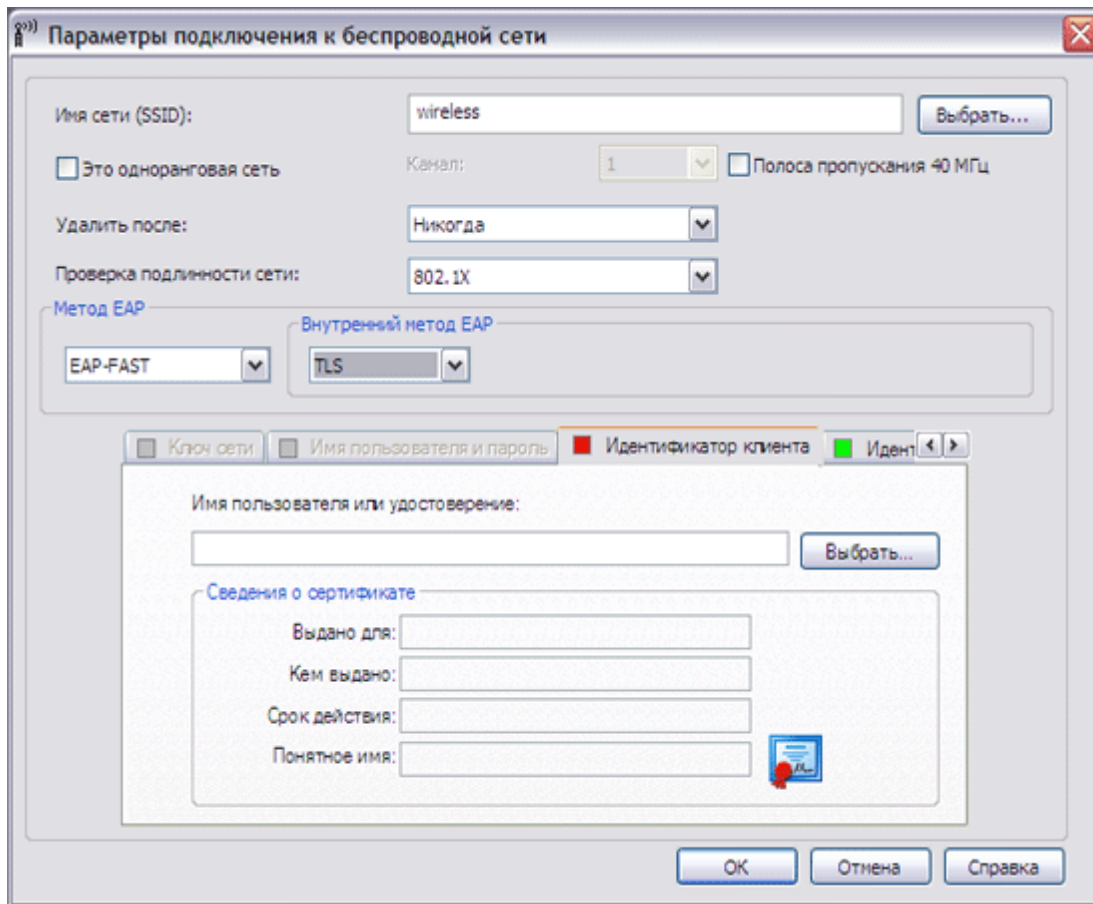 Параметры подключения к беспроводной сети
Имя сети (SSID):
wireless
Выбрать...
Это одноранговая сеть
Канал:
1
Полоса пропускания 40 МГц
Удалить после:
Никогда
Проверка подлинности сети:
802.1X
Метод EAP
Внутренний метод EAP
EAP-FAST
TLS
Ключ сети
Имя пользователя и пароль
Идентификатор клиента
Идент
Имя пользователя или удостоверение:
Выбрать...
Сведения о сертификате
Выдано для:
Кем выдано:
Срок действия:
Понятное имя:
OK
Отмена
Справка